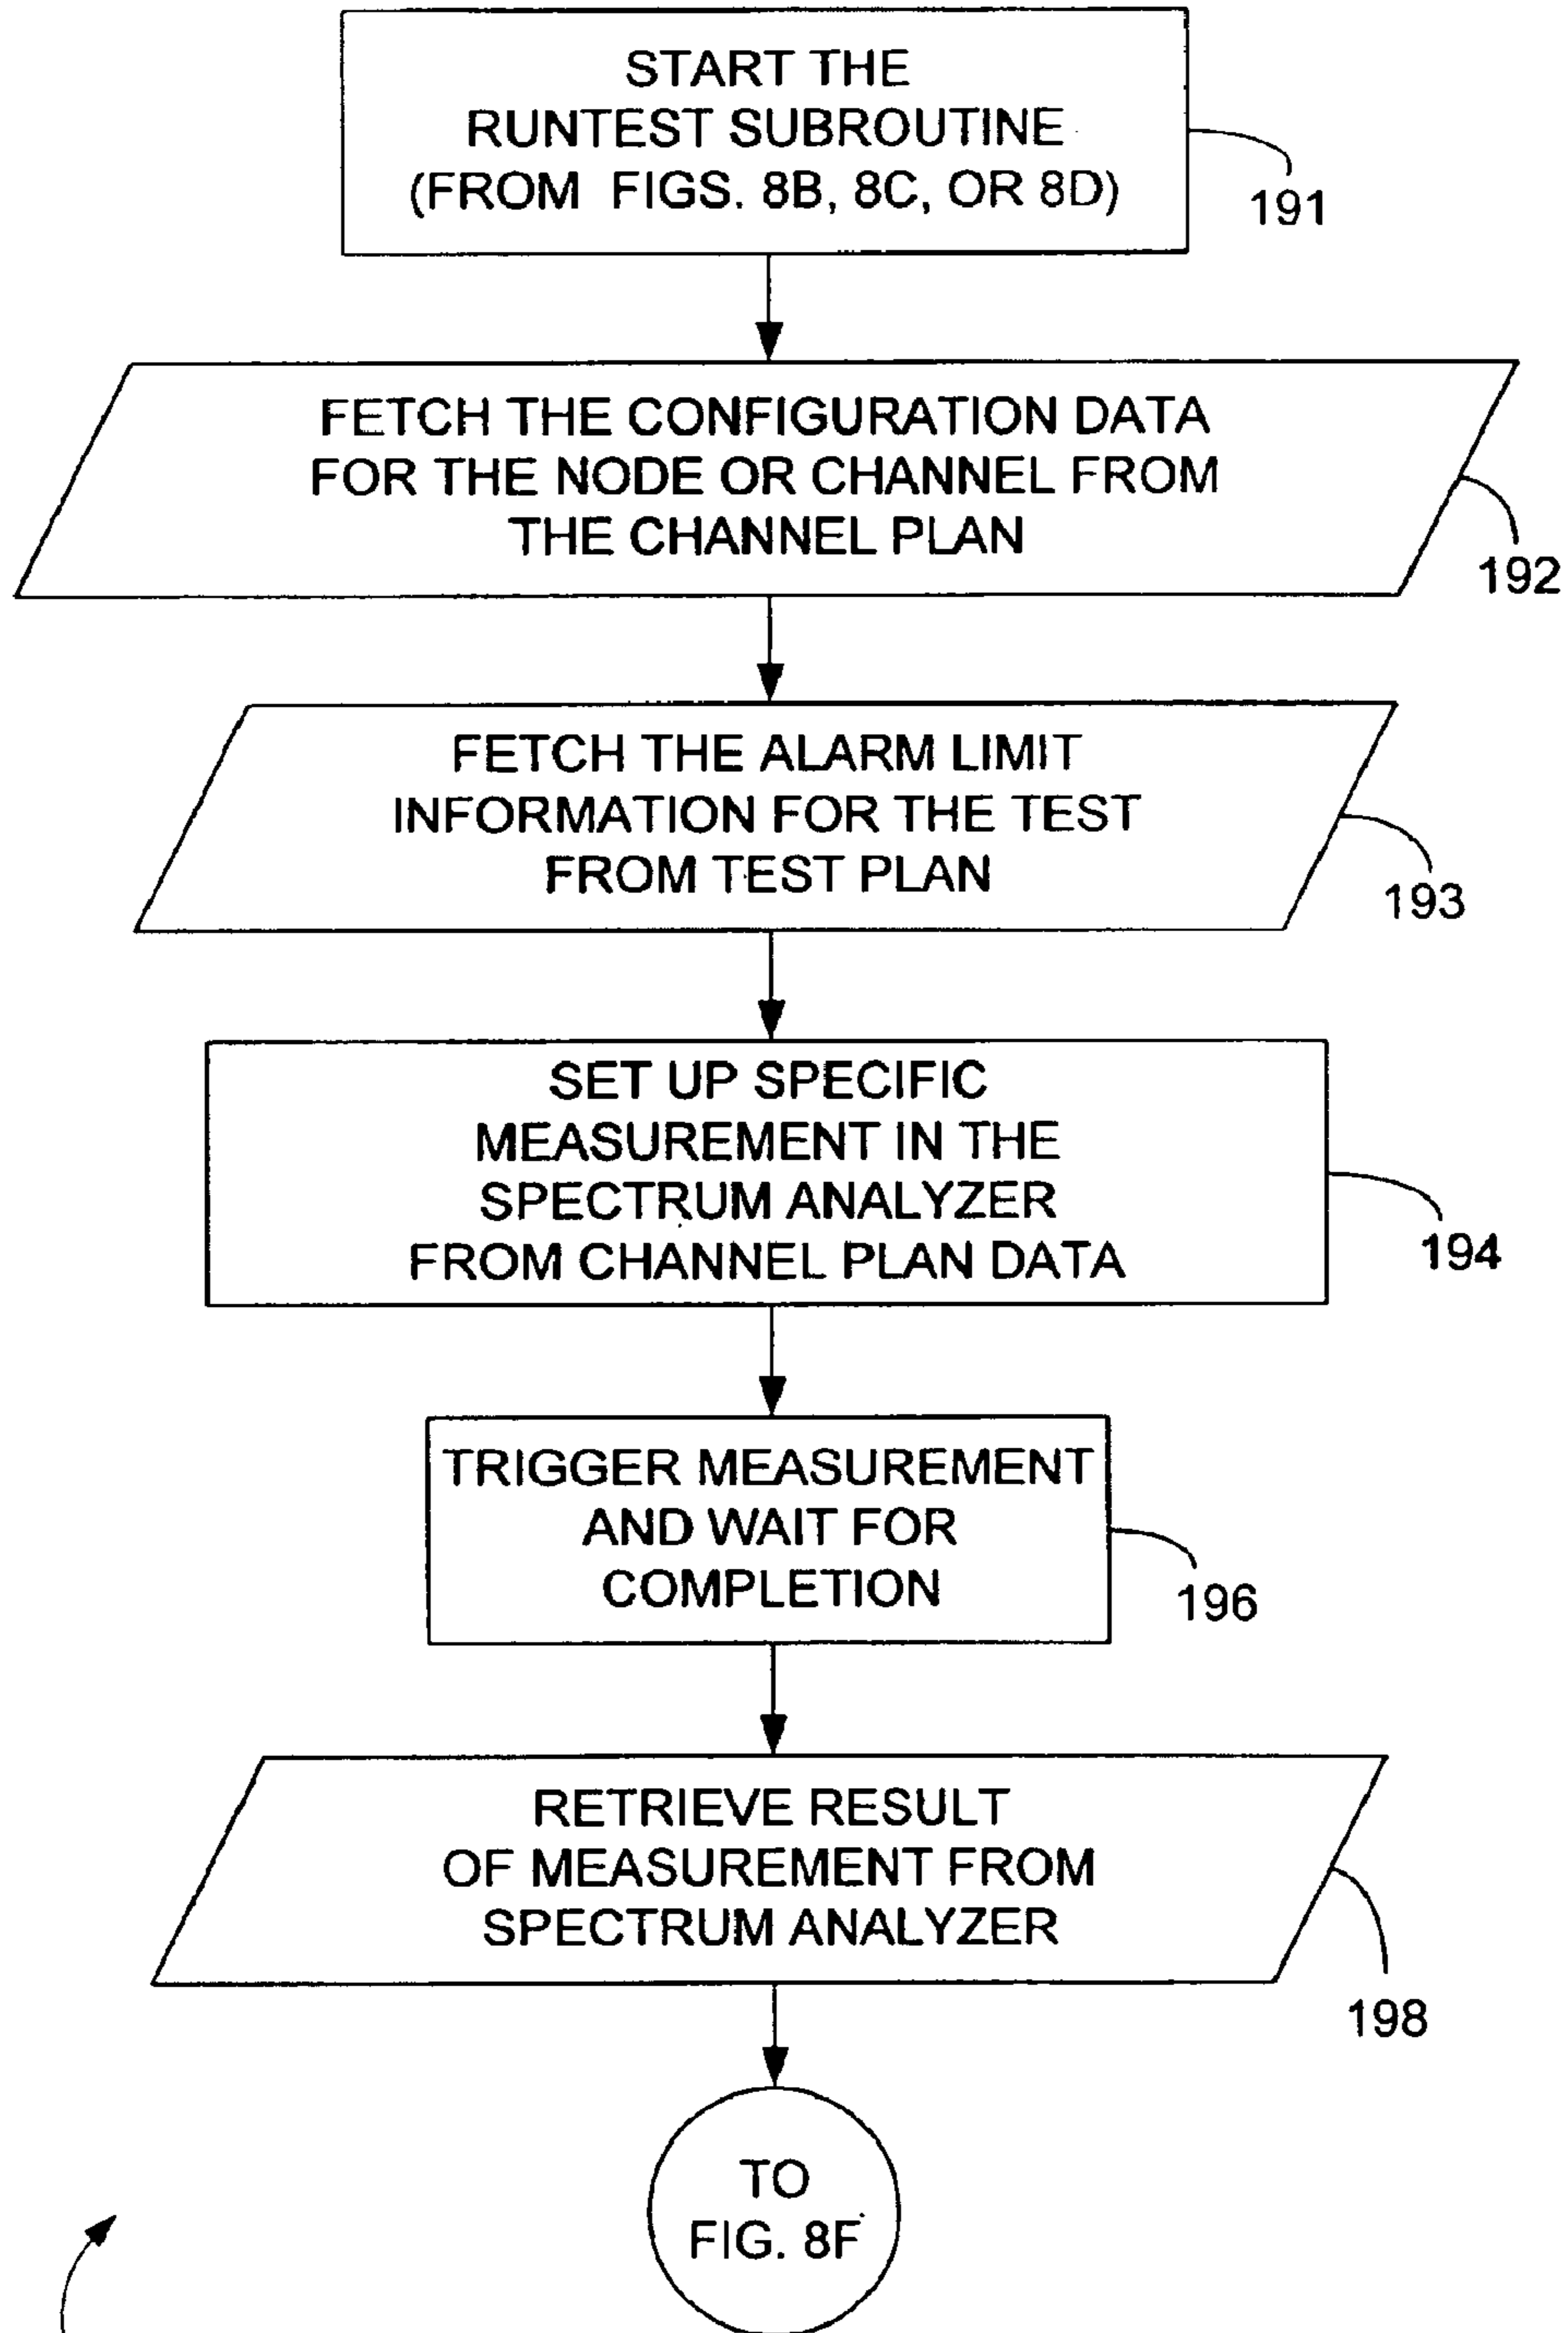 START THE
RUNTEST SUBROUTINE
(FROM FIGS. 8B, 8C, OR 8D)
191
FETCH THE CONFIGURATION DATA
FOR THE NODE OR CHANNEL FROM
THE CHANNEL PLAN
192
FETCH THE ALARM LIMIT
INFORMATION FOR THE TEST
FROM TEST PLAN
193
SET UP SPECIFIC
MEASUREMENT IN THE
SPECTRUM ANALYZER
FROM CHANNEL PLAN DATA
194
TRIGGER MEASUREMENT
AND WAIT FOR
COMPLETION
196
RETRIEVE RESULT
OF MEASUREMENT FROM
SPECTRUM ANALYZER
198
TO
FIG. 8F